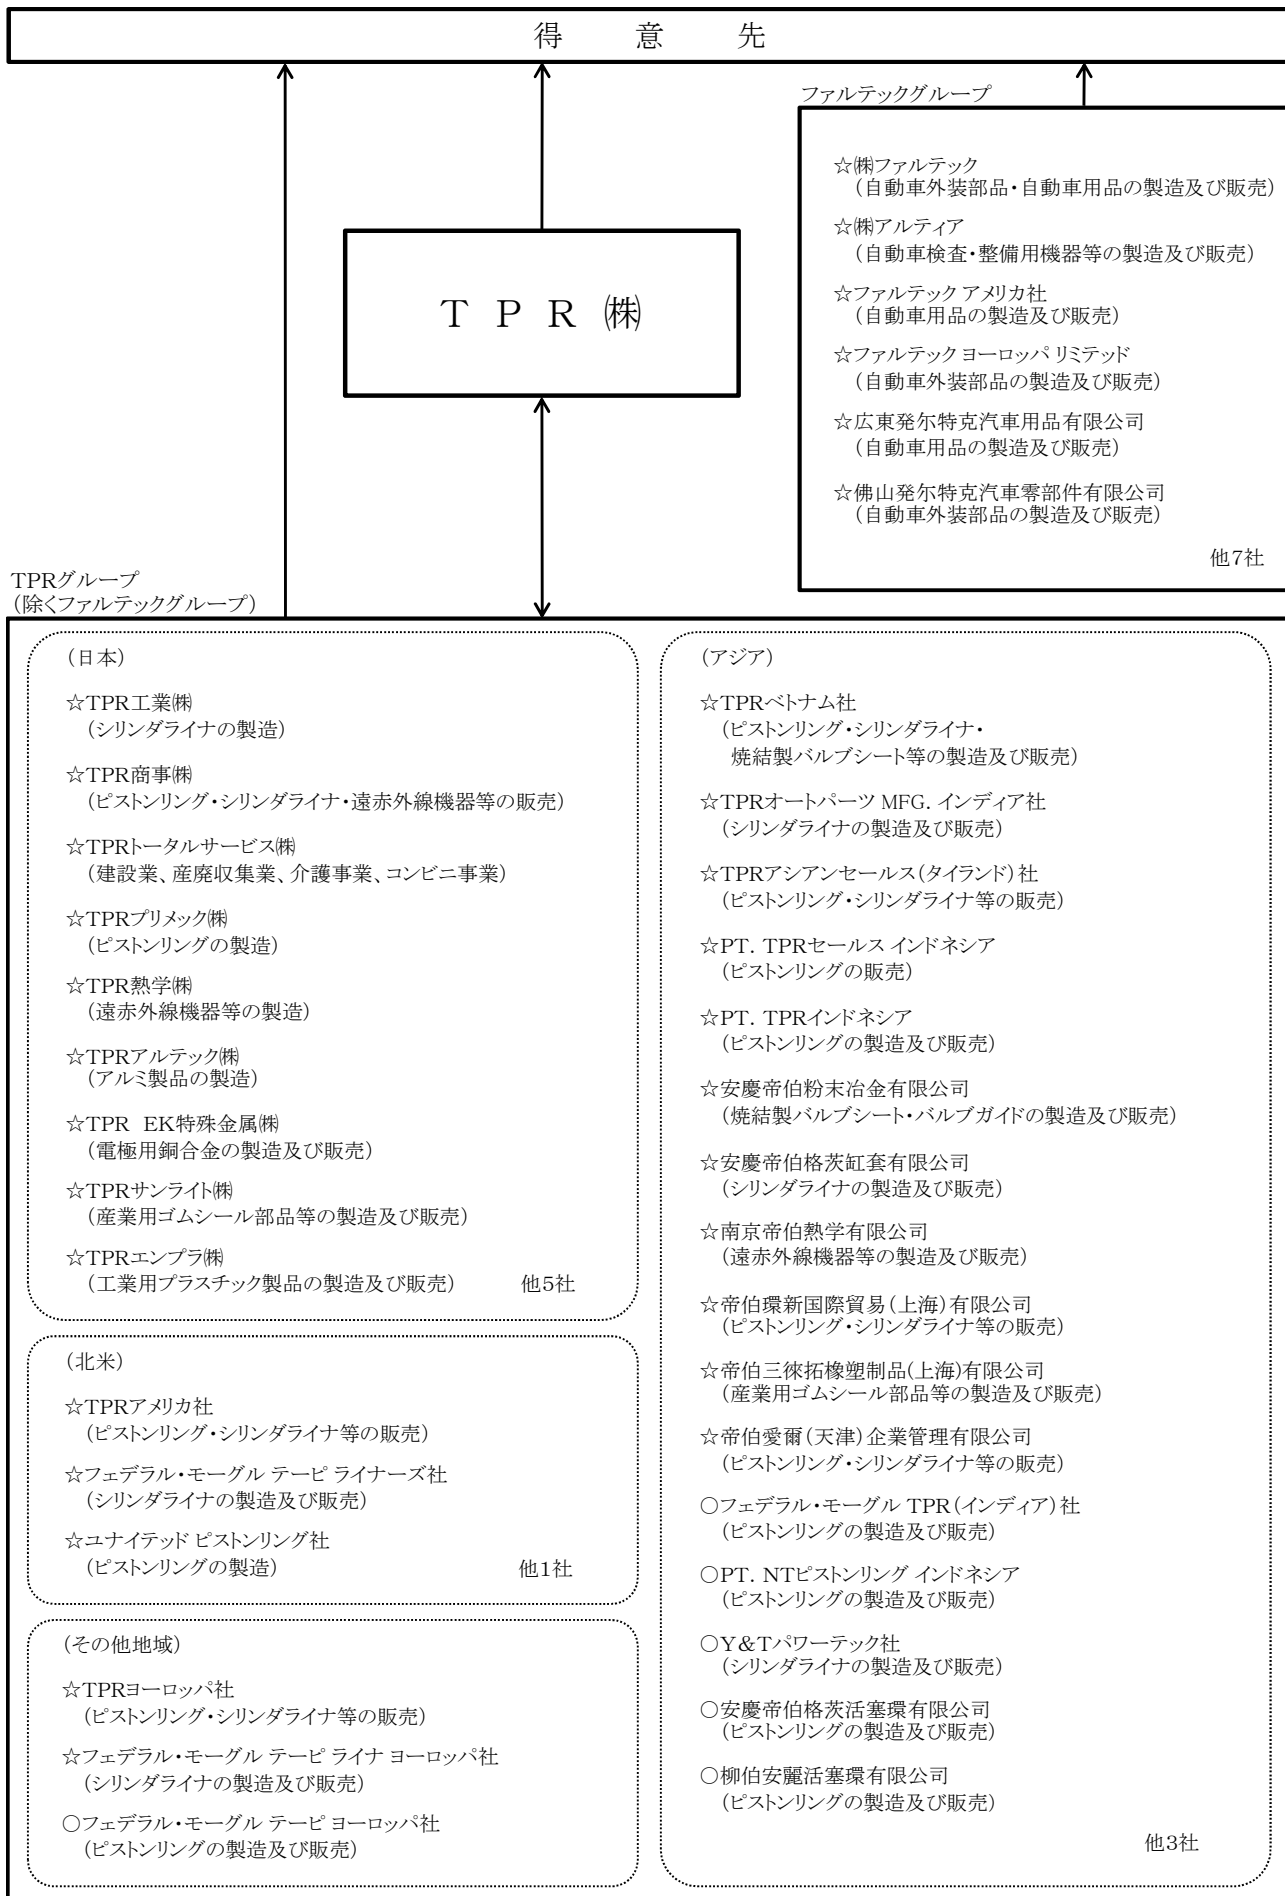 得意先
ファルテックグループ
☆㈱ファルテック
(自動車外装部品・自動車用品の製造及び販売)
☆㈱アルティア
(自動車検査・整備用機器等の製造及び販売)
☆ファルテック アメリカ社
(自動車用品の製造及び販売)
☆ファルテック ヨーロッパ リミテッド
(自動車外装部品の製造及び販売)
☆広東発尓特克汽車用品有限公司
(自動車用品の製造及び販売)
☆佛山発尓特克汽車零部件有限公司
(自動車外装部品の製造及び販売)
他7社
TPR㈱
TPRグループ
(除くファルテックグループ)
(日本)
☆TPR工業㈱
(シリンダライナの製造)
☆TPR商事㈱
(ピストンリング・シリンダライナ・遠赤外線機器等の販売)
☆TPRトータルサービス㈱
(建設業、産廃収集業、介護事業、コンビニ事業)
☆TPRプリメック㈱
(ピストンリングの製造)
☆TPR熱学㈱
(遠赤外線機器等の製造)
☆TPRアルテック㈱
(アルミ製品の製造)
☆TPR EK特殊金属㈱
(電極用銅合金の製造及び販売)
☆TPRサンライト㈱
(産業用ゴムシール部品等の製造及び販売)
☆TPRエンプラ㈱
(工業用プラスチック製品の製造及び販売) 他5社
(北米)
☆TPRアメリカ社
(ピストンリング・シリンダライナ等の販売)
☆フェデラル・モーグル テーピ ライナーズ社
(シリンダライナの製造及び販売)
☆ユナイテッド ピストンリング社
(ピストンリングの製造) 他1社
(その他地域)
☆TPRヨーロッパ社
(ピストンリング・シリンダライナ等の販売)
☆フェデラル・モーグル テーピ ライナ ヨーロッパ社
(シリンダライナの製造及び販売)
○フェデラル・モーグル テーピ ヨーロッパ社
(ピストンリングの製造及び販売)
(アジア)
☆TPRベトナム社
(ピストンリング・シリンダライナ・
焼結製バルブシート等の製造及び販売)
☆TPRオートパーツ MFG. インディア社
(シリンダライナの製造及び販売)
☆TPRアシアンセールス(タイランド)社
(ピストンリング・シリンダライナ等の販売)
☆PT. TPRセールス インドネシア
(ピストンリングの販売)
☆PT. TPRインドネシア
(ピストンリングの製造及び販売)
☆安慶帝伯粉末冶金有限公司
(焼結製バルブシート・バルブガイドの製造及び販売)
☆安慶帝伯格茨缸套有限公司
(シリンダライナの製造及び販売)
☆南京帝伯熱学有限公司
(遠赤外線機器等の製造及び販売)
☆帝伯環新国際貿易(上海)有限公司
(ピストンリング・シリンダライナ等の販売)
☆帝伯三徠拓橡塑制品(上海)有限公司
(産業用ゴムシール部品等の製造及び販売)
☆帝伯愛爾(天津)企業管理有限公司
(ピストンリング・シリンダライナ等の販売)
○フェデラル・モーグル TPR(インディア)社
(ピストンリングの製造及び販売)
○PT. NTピストンリング インドネシア
(ピストンリングの製造及び販売)
○Y&Tパワーテック社
(シリンダライナの製造及び販売)
○安慶帝伯格茨活塞環有限公司
(ピストンリングの製造及び販売)
○柳伯安麗活塞環有限公司
(ピストンリングの製造及び販売)
他3社